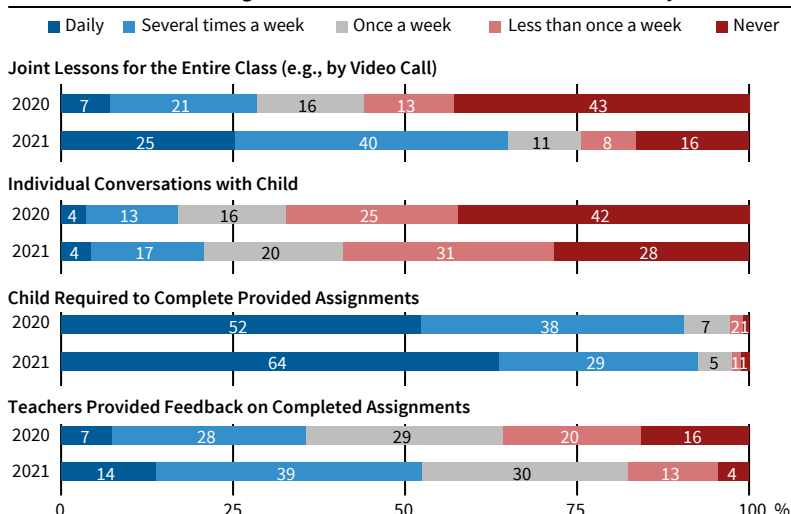 Daily Several times a week Once a week Less than once a week Never
Joint Lessons for the Entire Class (e.g., by Video Call)
2020 7 21 16 13 43
2021 25 40 11 8 16
Individual Conversations with Child
2020 4 13 16 25 42
2021 4 17 20 31 28
Child Required to Complete Provided Assignments
2020 52 38 7 2 1
2021 64 29 5 1 1
Teachers Provided Feedback on Completed Assignments
2020 7 28 29 20 16
2021 14 39 30 13 4
0 25 50 75 100 %